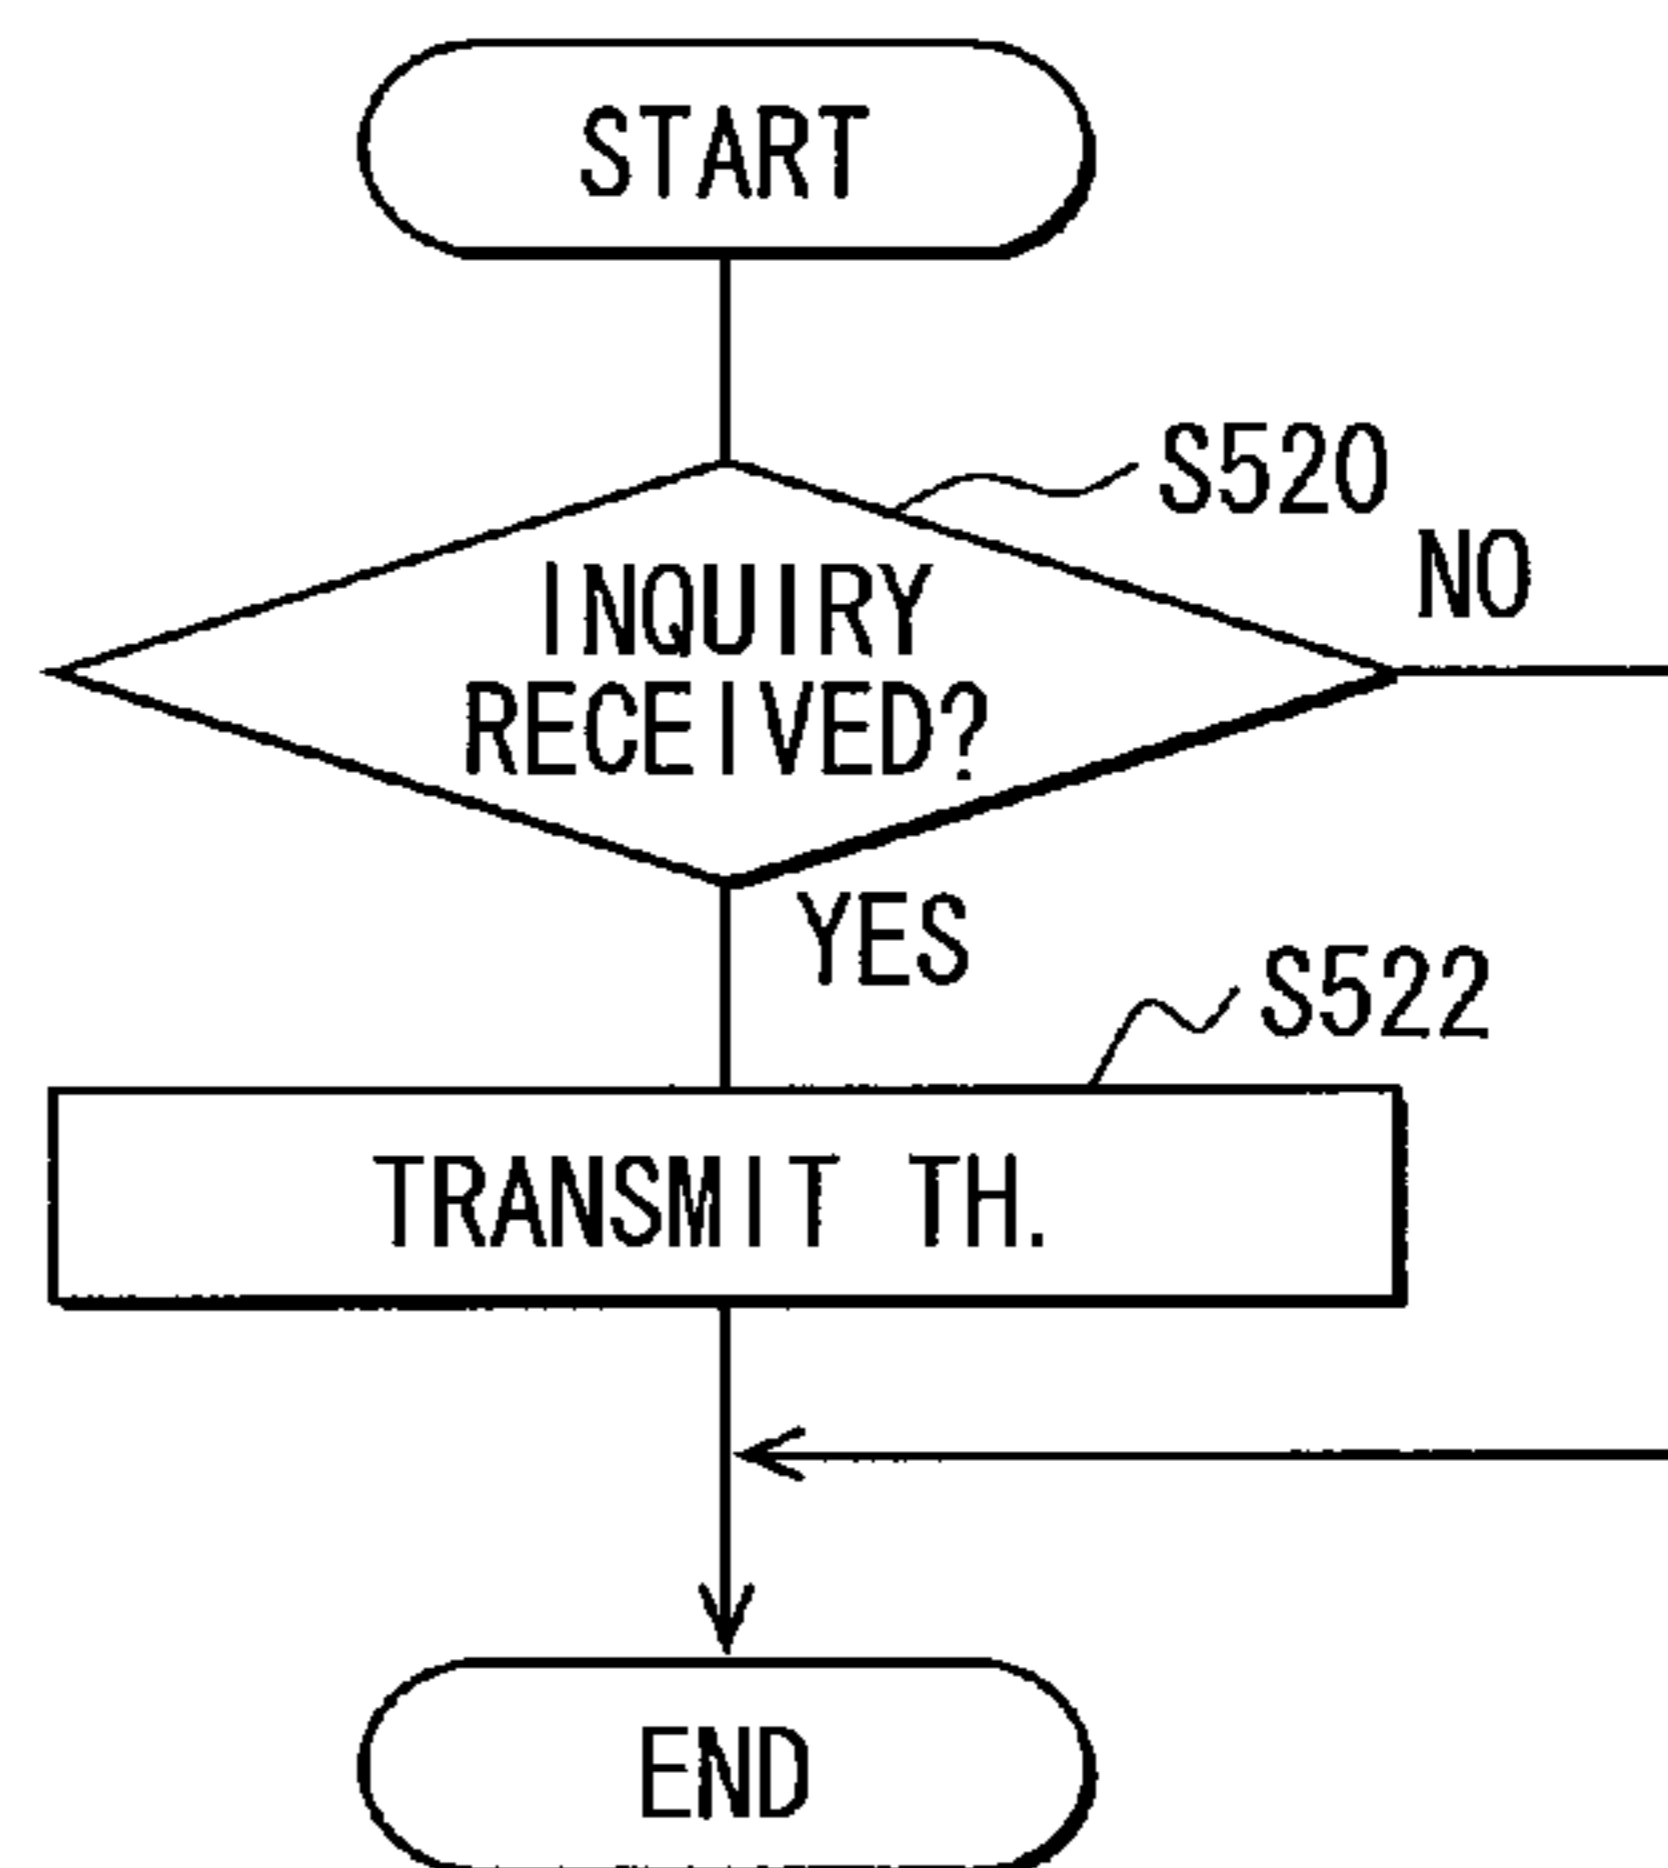 START
S520
NO
INQUIRY
RECEIVED?
YES
S522
TRANSMIT TH.
END